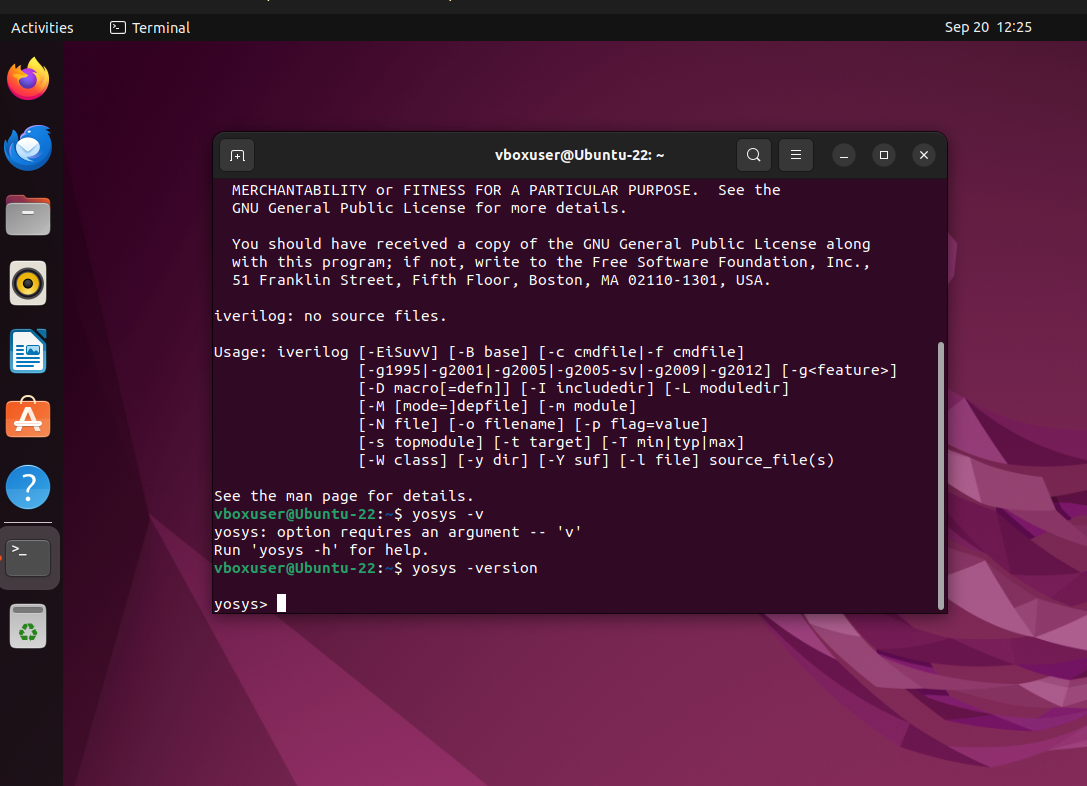 Activities
Terminal
Sep 20 12:25
vboxuser@Ubuntu-22: ~
  MERCHANTABILITY or FITNESS FOR A PARTICULAR PURPOSE.  See the
  GNU General Public License for more details.
  You should have received a copy of the GNU General Public License along
  with this program; if not, write to the Free Software Foundation, Inc.,
  51 Franklin Street, Fifth Floor, Boston, MA 02110-1301, USA.
iverilog: no source files.
Usage: iverilog [-EiSuvV] [-B base] [-c cmdfile|-f cmdfile]
                [-g1995|-g2001|-g2005|-g2005-sv|-g2009|-g2012] [-g<feature>]
                [-D macro[=defn]] [-I includedir] [-L moduledir]
                [-M [mode=]depfile] [-m module]
                [-N file] [-o filename] [-p flag=value]
                [-s topmodule] [-t target] [-T min|typ|max]
                [-W class] [-y dir] [-Y suf] [-l file] source_file(s)
See the man page for details.
vboxuser@Ubuntu-22:~$ yosys -v
yosys: option requires an argument -- 'v'
Run 'yosys -h' for help.
vboxuser@Ubuntu-22:~$ yosys -version
yosys>